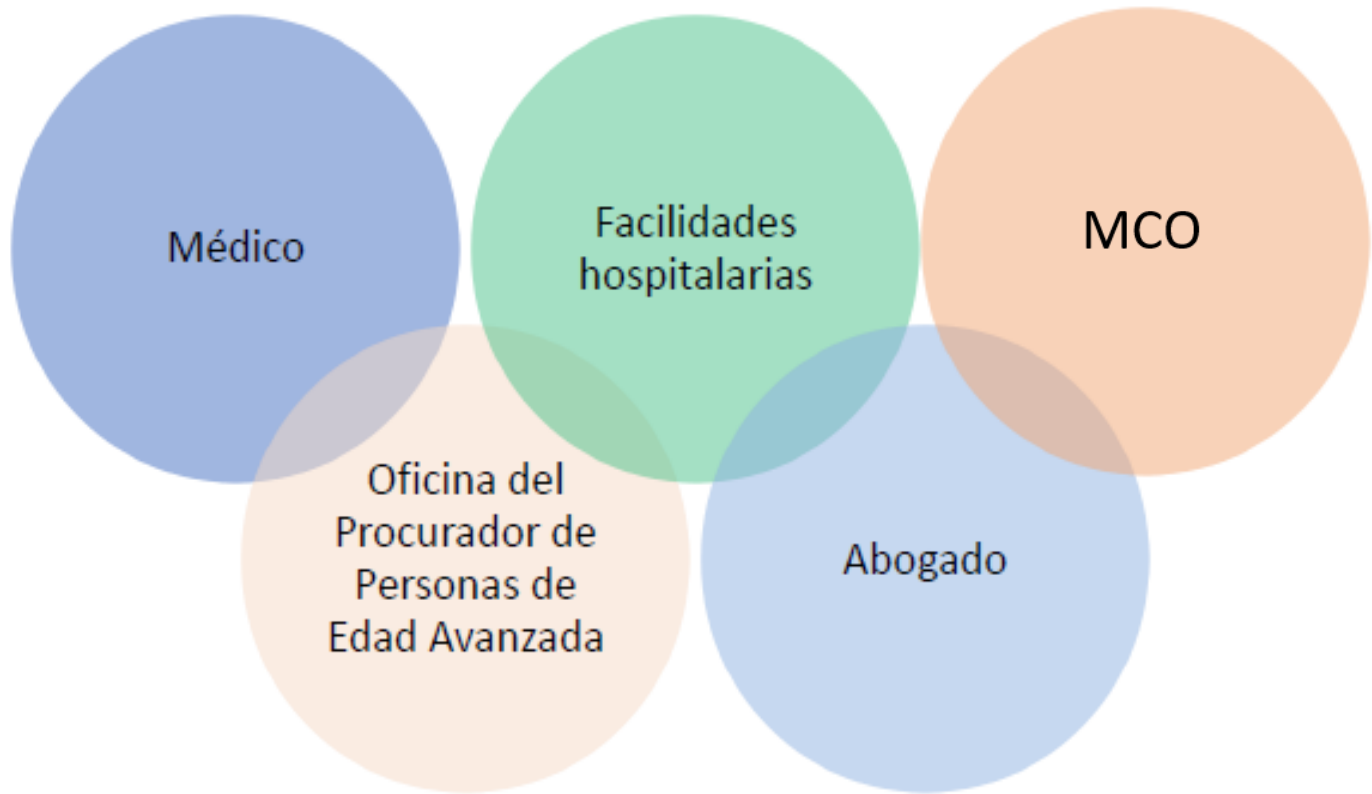 Médico
Facilidades
hospitalarias
MCO
Oficina del
Procurador de
Personas de
Edad Avanzada
Abogado